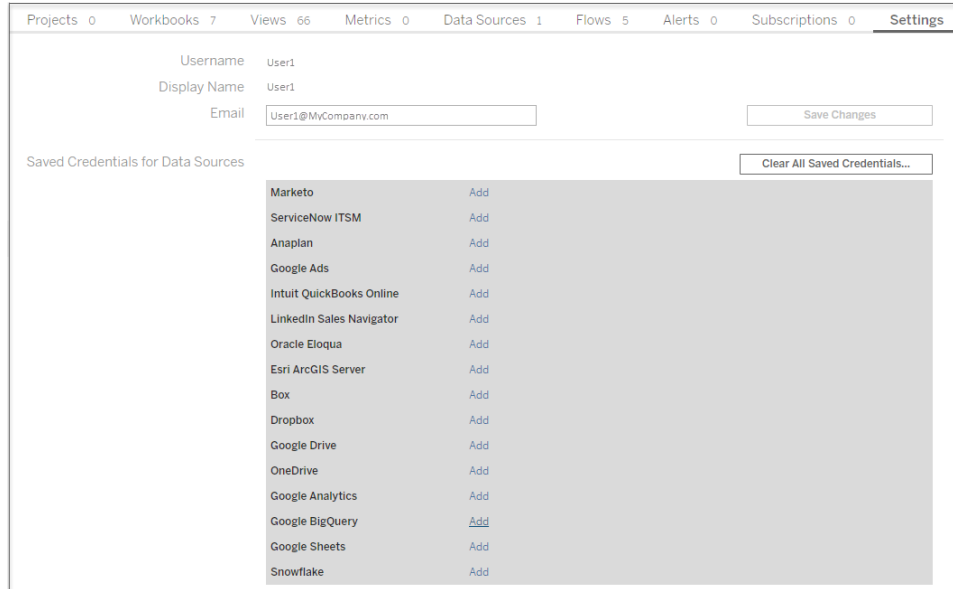 Projects 0 Workbooks 7 Views 66 Metrics 0 Data Sources 1 Flows 5 Alerts 0 Subscriptions 0 Settings
Username User1
Display Name User1
Email User1@MyCompany.com Save Changes
Saved Credentials for Data Sources Clear All Saved Credentials...
Marketo Add
ServiceNow ITSM Add
Anaplan Add
Google Ads Add
Intuit QuickBooks Online Add
LinkedIn Sales Navigator Add
Oracle Eloqua Add
Esri ArcGIS Server Add
Box Add
Dropbox Add
Google Drive Add
OneDrive Add
Google Analytics Add
Google BigQuery Add
Google Sheets Add
Snowflake Add